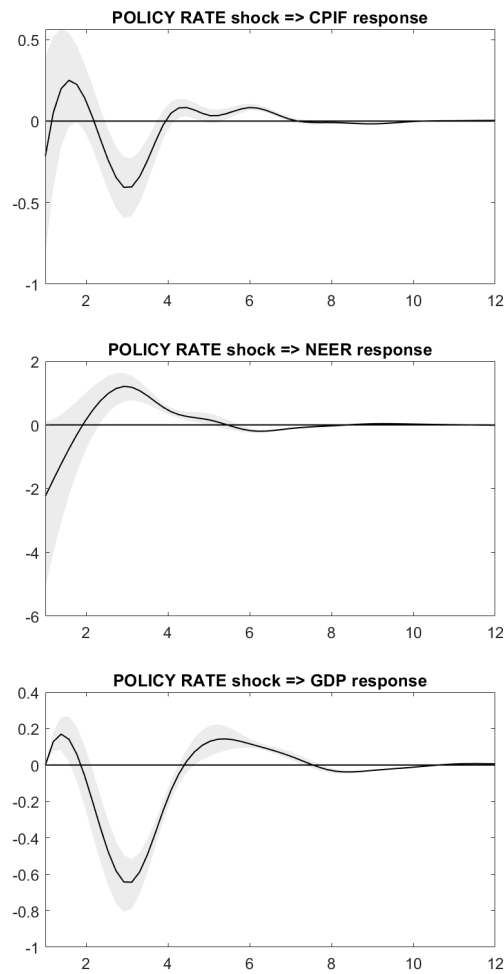 POLICY RATE shock => CPIF response
0.5
0
-0.5
-1
2 4 6 8 10 12
POLICY RATE shock => NEER response
2
0
-2
-4
-6
2 4 6 8 10 12
POLICY RATE shock => GDP response
0.4
0.2
0
-0.2
-0.4
-0.6
-0.8
-1
2 4 6 8 10 12